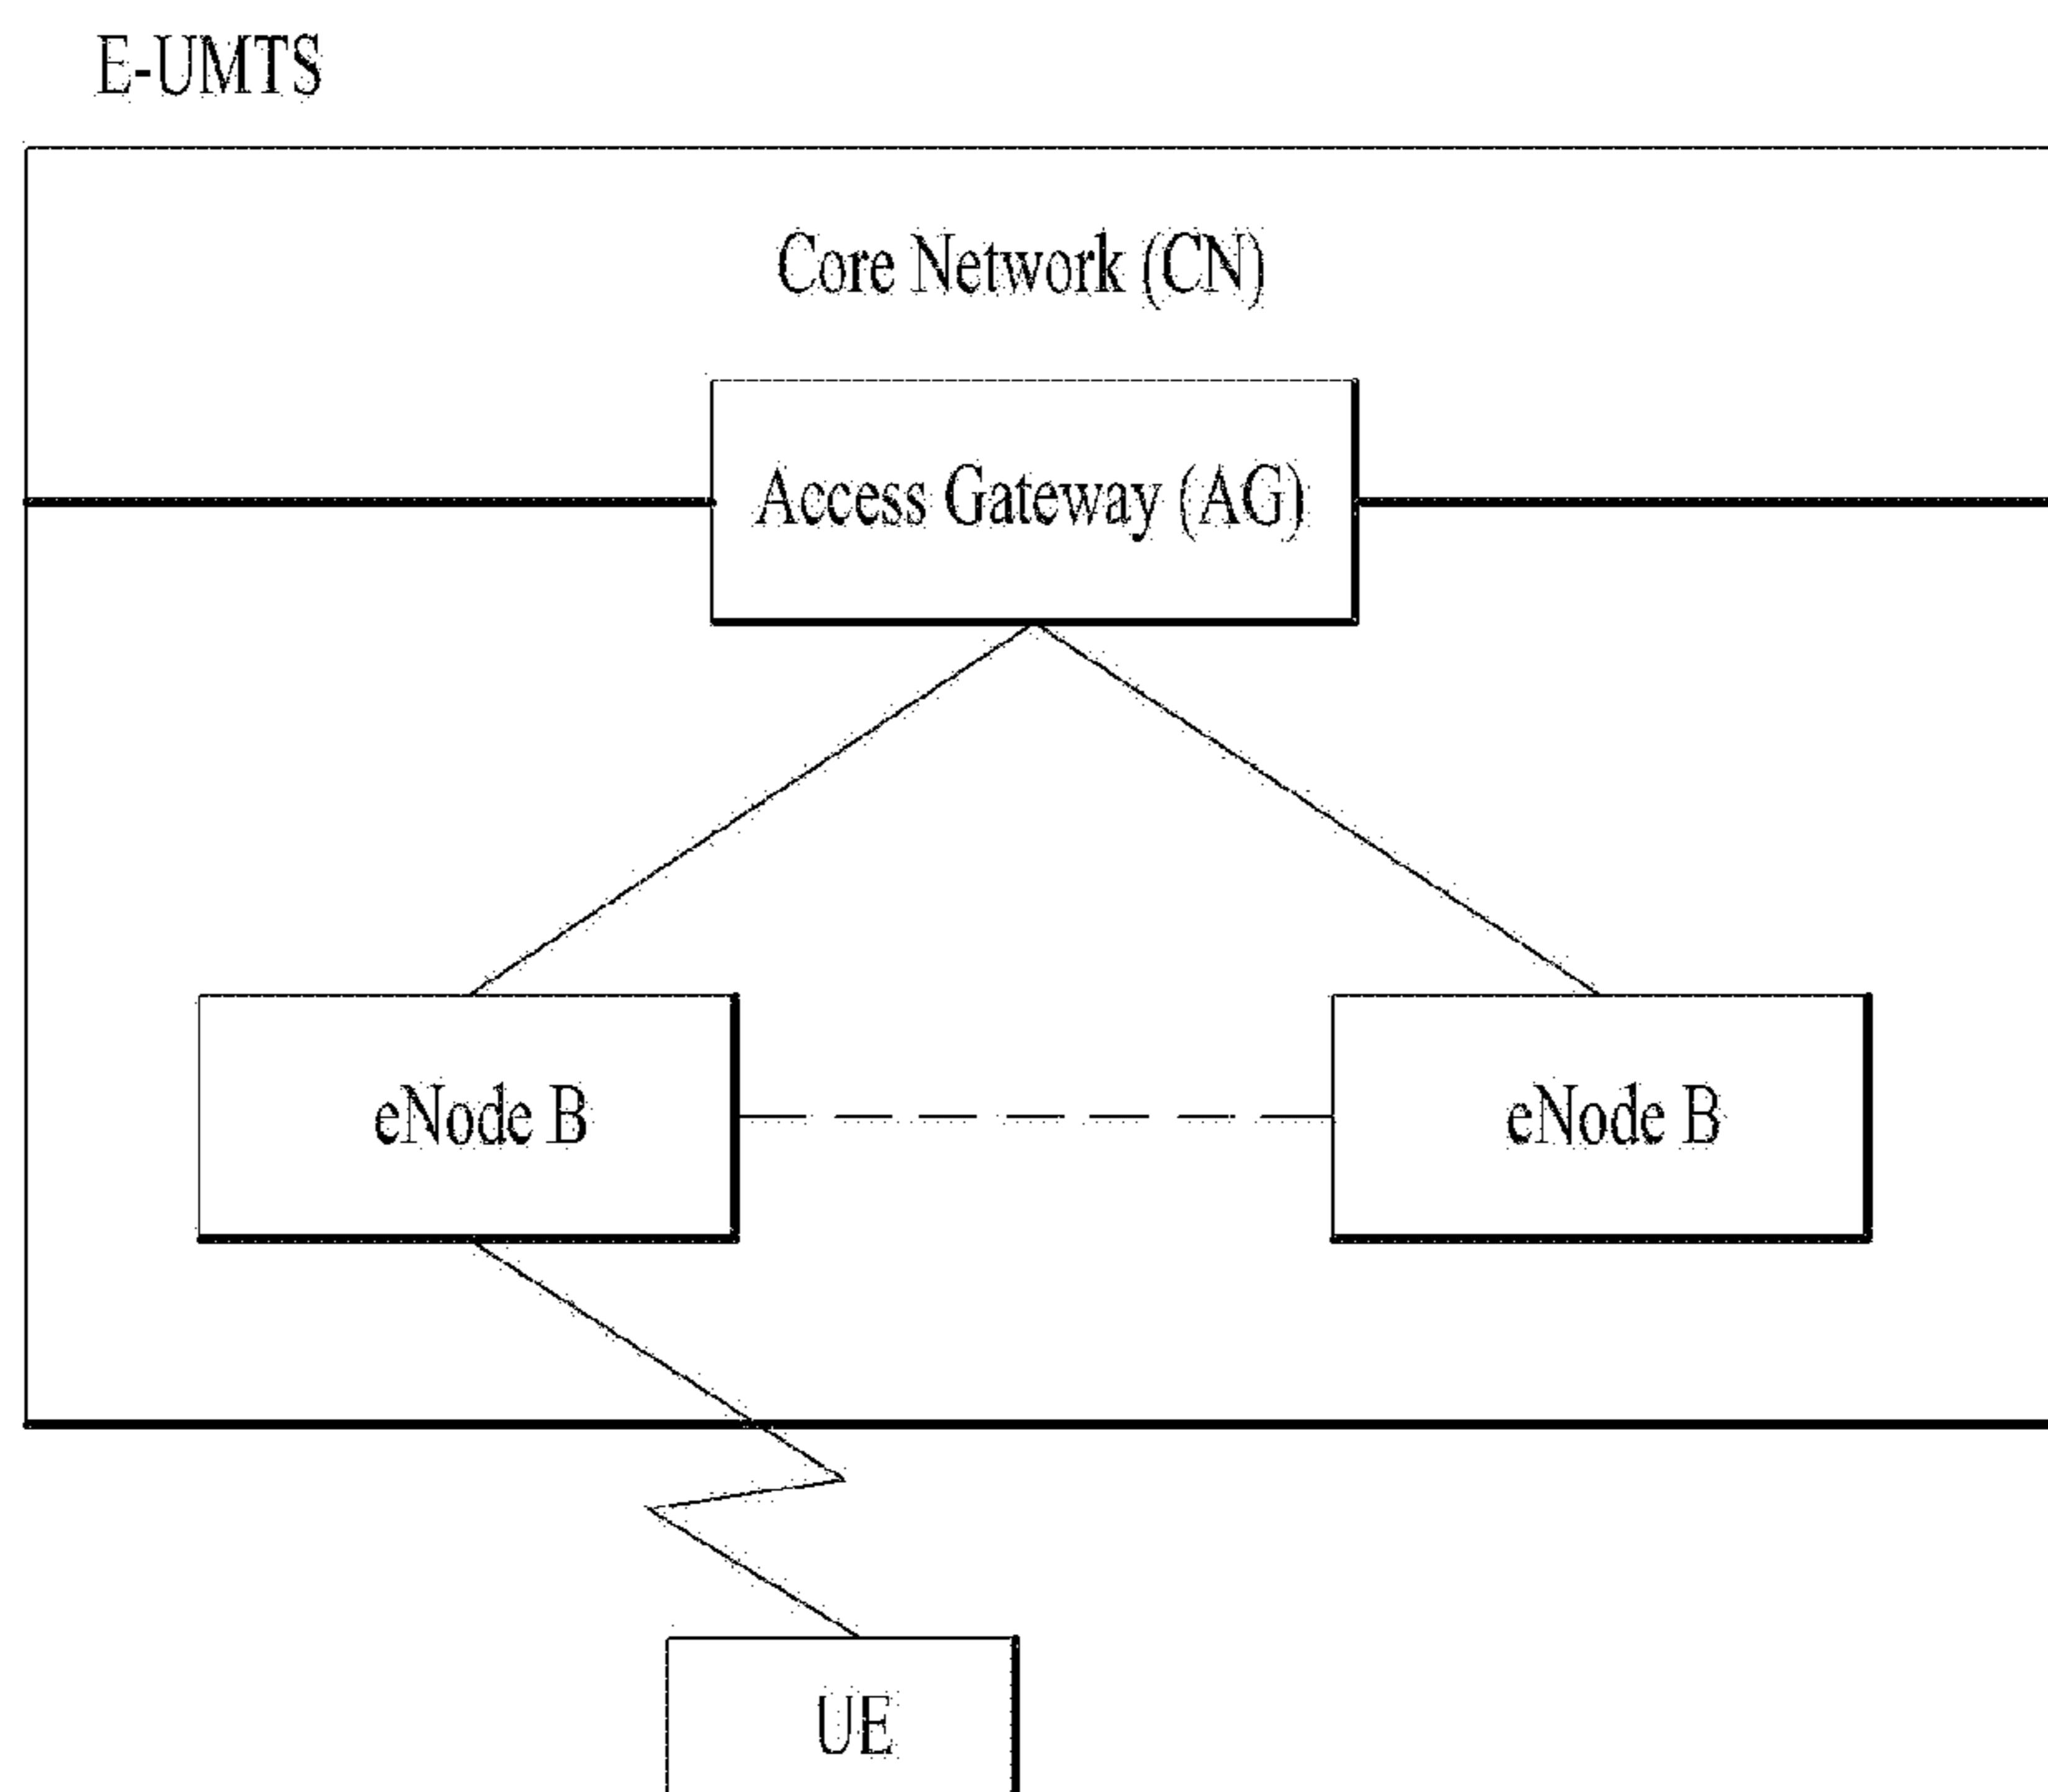 E-UMTS
Core Network (CN)
Access Gateway (AG)
eNode B
eNode B
UE